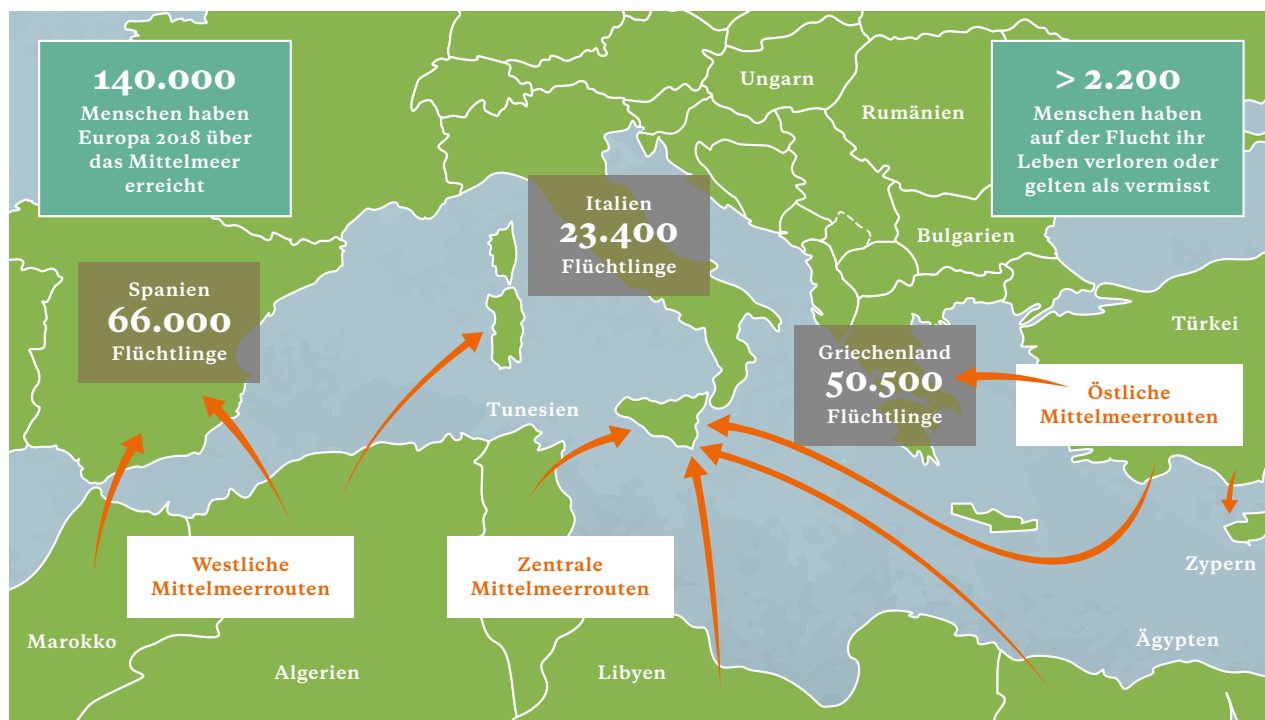 140.000
Menschen haben
Europa 2018 über
das Mittelmeer
erreicht
Ungarn
Rumänien
> 2.200
Menschen haben
auf der Flucht ihr
Leben verloren oder
gelten als vermisst
Italien
23.400
Flüchtlinge
Bulgarien
Spanien
66.000
Flüchtlinge
Türkei
Griechenland
50.500
Flüchtlinge
Östliche
Mittelmeerrouten
Tunesien
Westliche
Mittelmeerrouten
Zentrale
Mittelmeerrouten
Zypern
Marokko
Algerien
Libyen
Ägypten